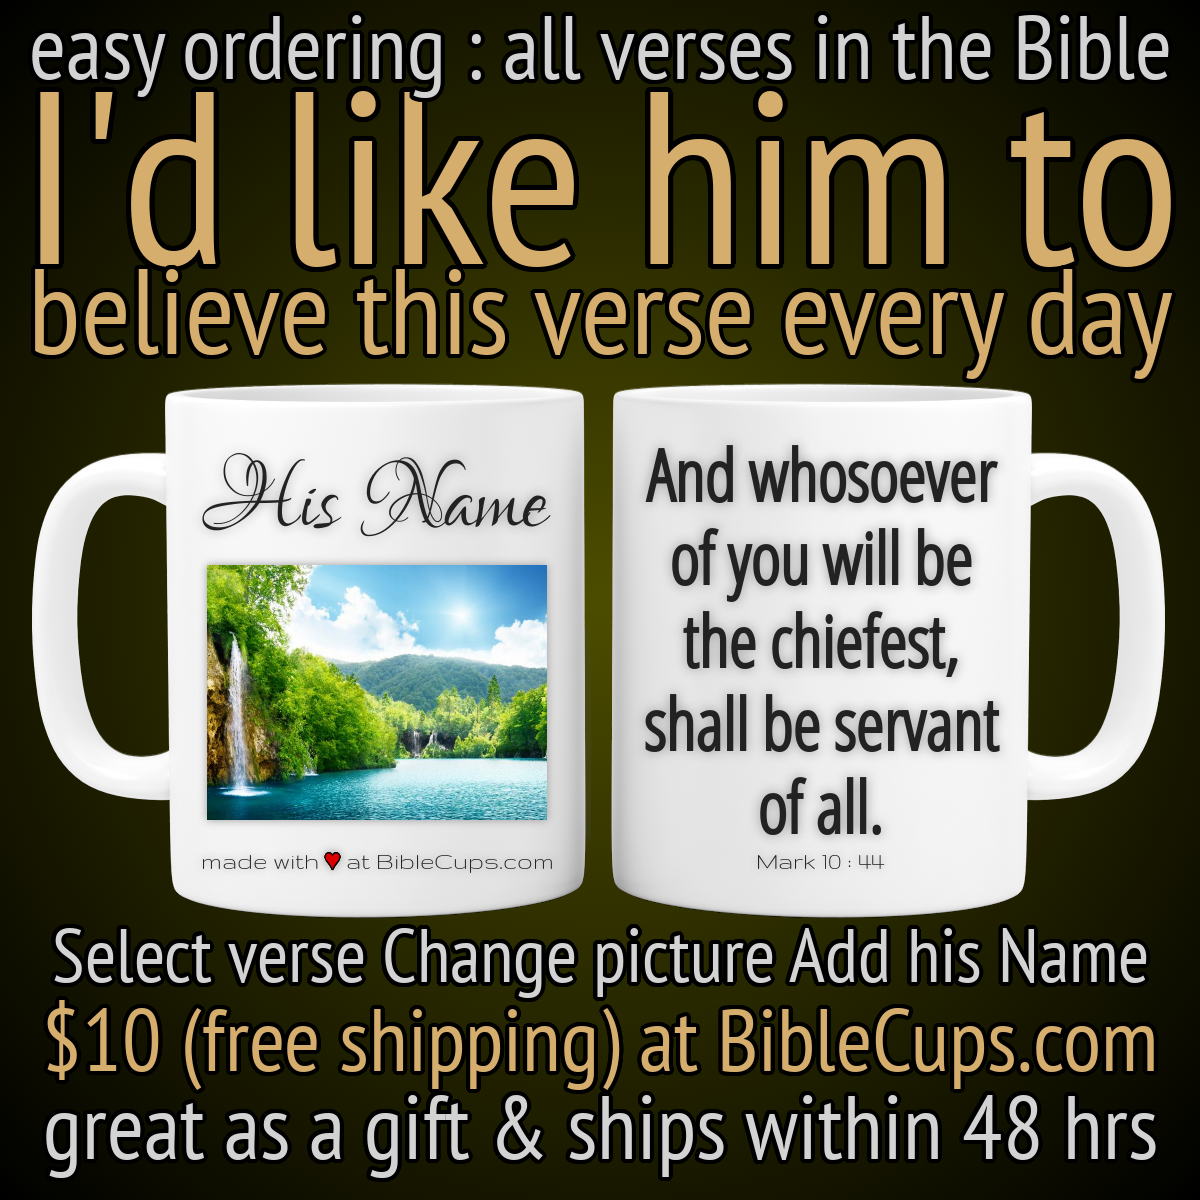 easy ordering : all verses in the Bible
I'd like him to
believe this verse every day
His Name
made with ♥ at BibleCups.com
And whosoever
of you will be
the chiefest,
shall be servant
of all.
Mark 10 : 44
Select verse Change picture Add his Name
$10 (free shipping) at BibleCups.com
great as a gift & ships within 48 hrs